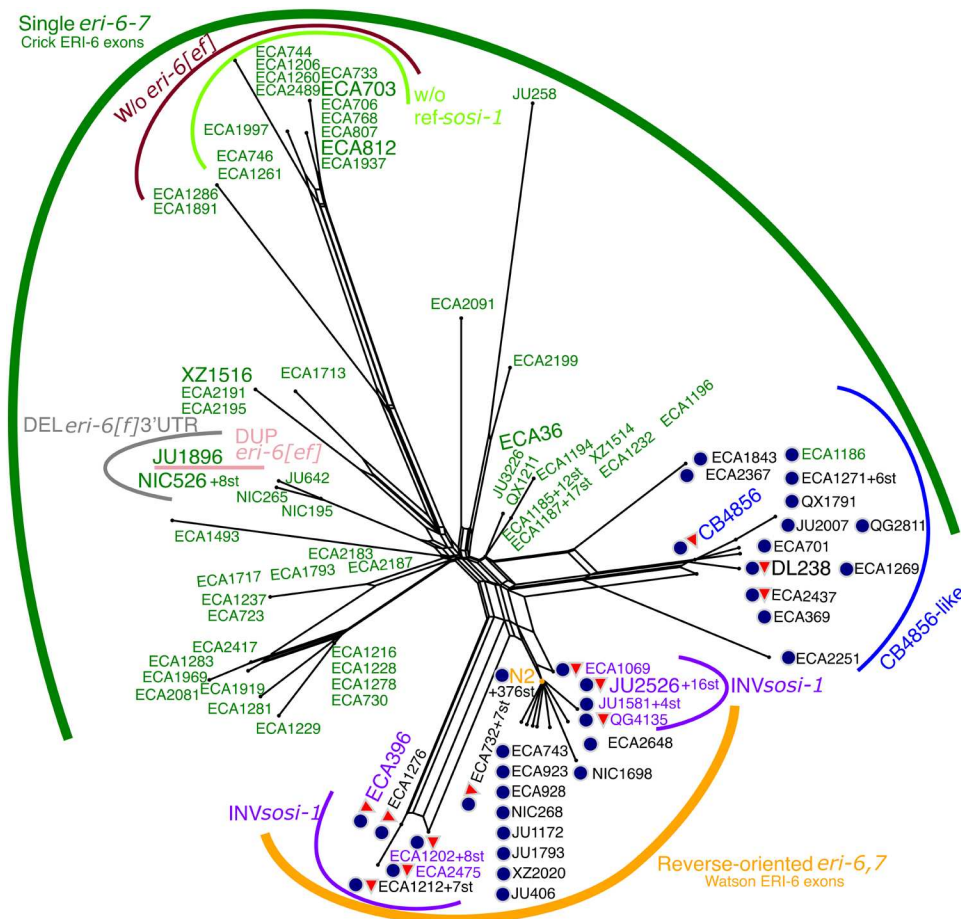 Single eri-6-7
Crick ERI-6 exons
W/o eri-6[ef]
w/o
ref-sosi-1
ECA744
ECA1206
ECA1260
ECA2489
ECA733
ECA703
ECA706
ECA768
ECA807
ECA812
ECA1937
ECA1997
ECA746
ECA1261
ECA1286
ECA1891
JU258
ECA2091
ECA2199
XZ1516
ECA2191
ECA2195
ECA1713
DEL eri-6[f]3'UTR
DUP
eri-6[ef]
JU1896
NIC526 +8st
JU642
NIC265
NIC195
ECA1493
ECA36
JU3226
QX1211
ECA1194
XZ1514
ECA1196
ECA1185+12st
ECA1187+17st
ECA1232
ECA2183
ECA1793
ECA2187
ECA1717
ECA1237
ECA723
ECA2417
ECA1283
ECA1969
ECA2081
ECA1919
ECA1281
ECA1229
ECA1216
ECA1228
ECA1278
ECA730
ECA1843
ECA2367
ECA1186
ECA1271+6st
QX1791
CB4856
JU2007
QG2811
ECA701
DL238
ECA1269
ECA2437
ECA369
ECA2251
CB4856-like
N2
+376st
ECA1069
JU2526+16st
JU1581+4st
QG4135
INVsosi-1
ECA2648
NIC1698
ECA732+7st
ECA743
ECA923
ECA928
NIC268
JU1172
JU1793
XZ2020
JU406
ECA396
ECA1276
INVsosi-1
ECA1202+8st
ECA2475
ECA1212+7st
Reverse-oriented eri-6,7
Watson ERI-6 exons